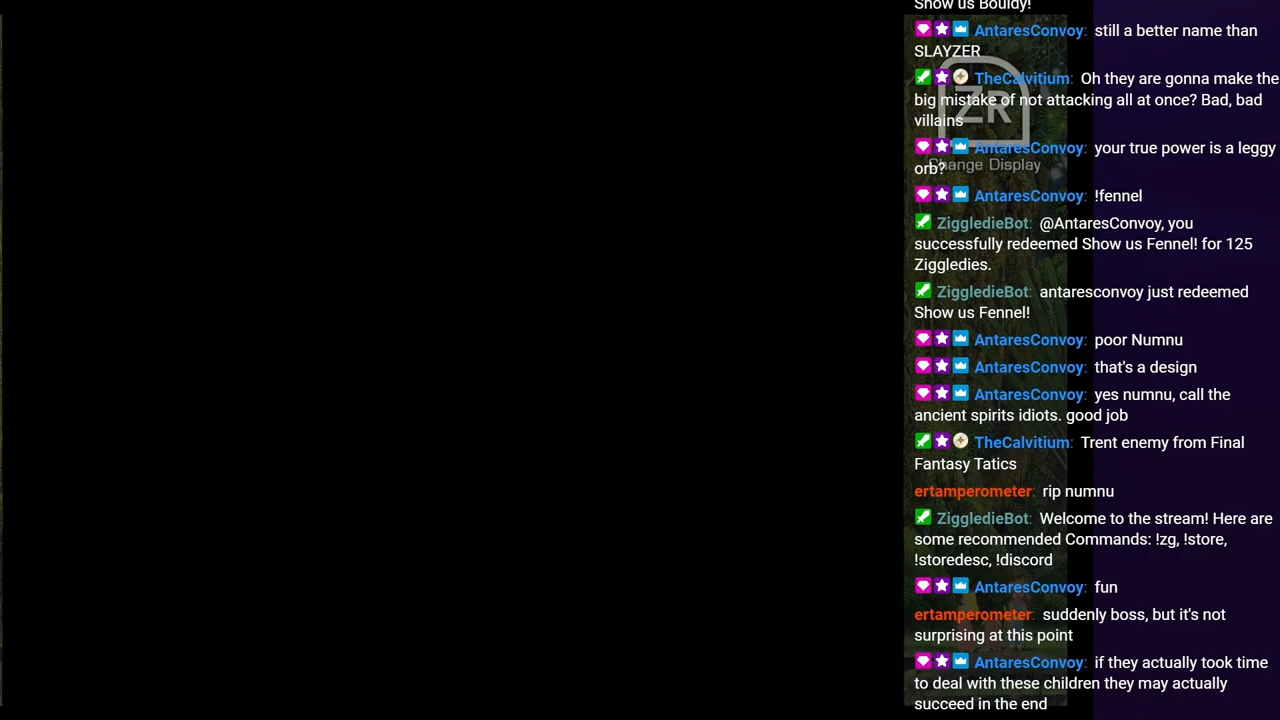 Show us Bouldy!
AntaresConvoy: still a better name than
SLAYZER
TheCalvitium: Oh they are gonna make the
big mistake of not attacking all at once? Bad, bad
villains
ZR
AntaresConvoy: your true power is a leggy
orb?
Change Display
AntaresConvoy: !fennel
ZiggledieBot: @AntaresConvoy, you
successfully redeemed Show us Fennel! for 125
Ziggledies.
ZiggledieBot: antaresconvoy just redeemed
Show us Fennel!
AntaresConvoy: poor Numnu
AntaresConvoy: that's a design
AntaresConvoy: yes numnu, call the
ancient spirits idiots. good job
TheCalvitium: Trent enemy from Final
Fantasy Tatics
ertamperometer: rip numnu
ZiggledieBot: Welcome to the stream! Here are
some recommended Commands: !zg, !store,
!storedesc, !discord
AntaresConvoy: fun
ertamperometer: suddenly boss, but it's not
surprising at this point
AntaresConvoy: if they actually took time
to deal with these children they may actually
succeed in the end